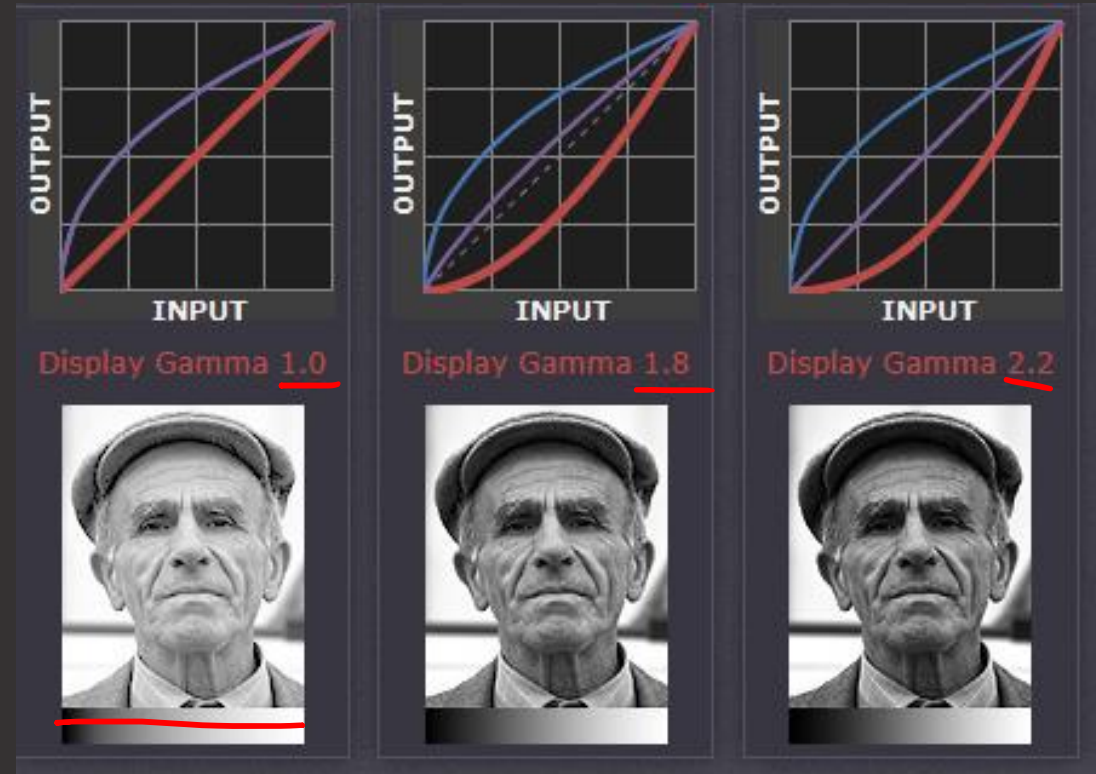 OUTPUT
INPUT
Display Gamma 1.0
OUTPUT
INPUT
Display Gamma 1.8
OUTPUT
INPUT
Display Gamma 2.2